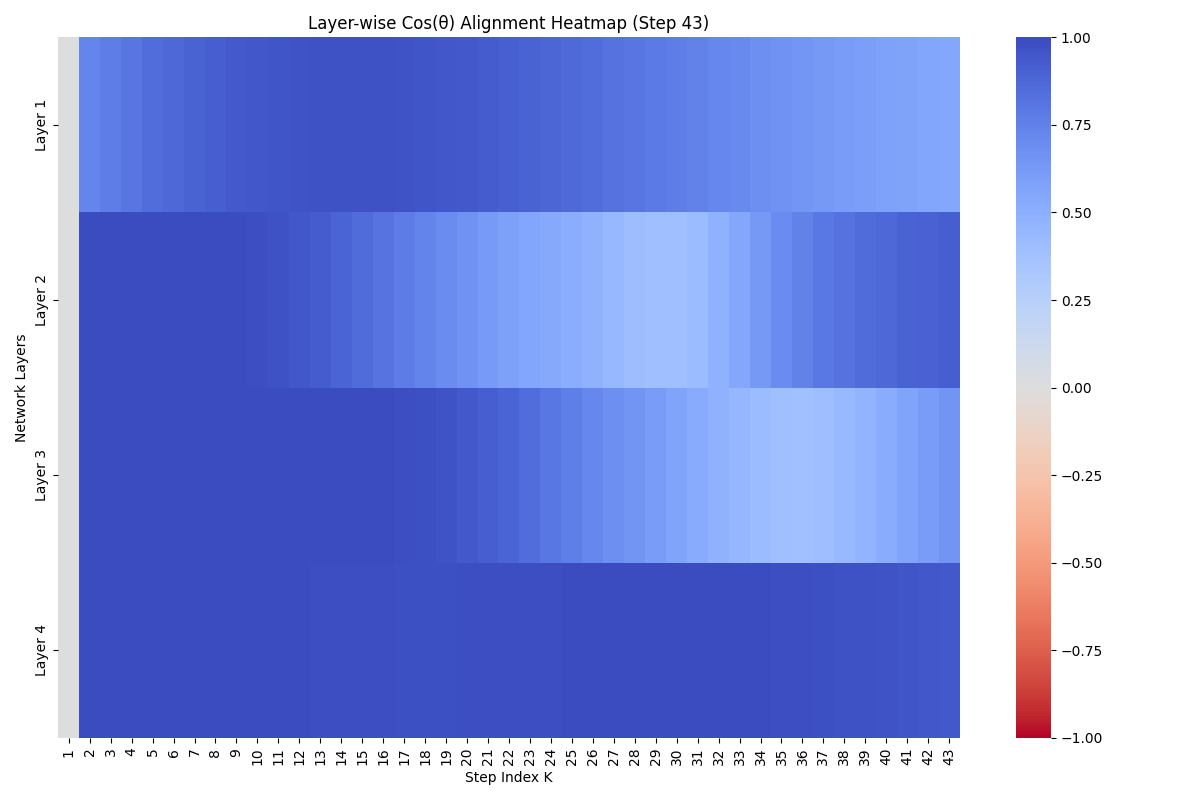 Layer-wise Cos(θ) Alignment Heatmap (Step 43)
Network Layers
Layer 1
Layer 2
Layer 3
Layer 4
1 2 3 4 5 6 7 8 9 10 11 12 13 14 15 16 17 18 19 20 21 22 23 24 25 26 27 28 29 30 31 32 33 34 35 36 37 38 39 40 41 42 43
Step Index K
1.00
0.75
0.50
0.25
0.00
−0.25
−0.50
−0.75
−1.00